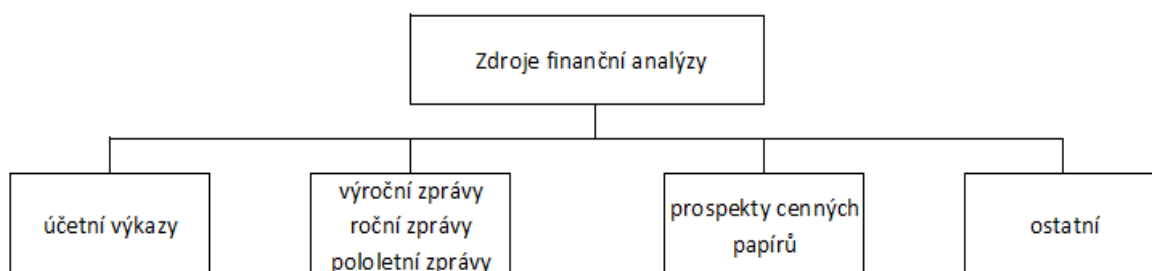 Zdroje finanční analýzy
účetní výkazy
výroční zprávy
roční zprávy
pololetní zprávy
prospekty cenných
papírů
ostatní